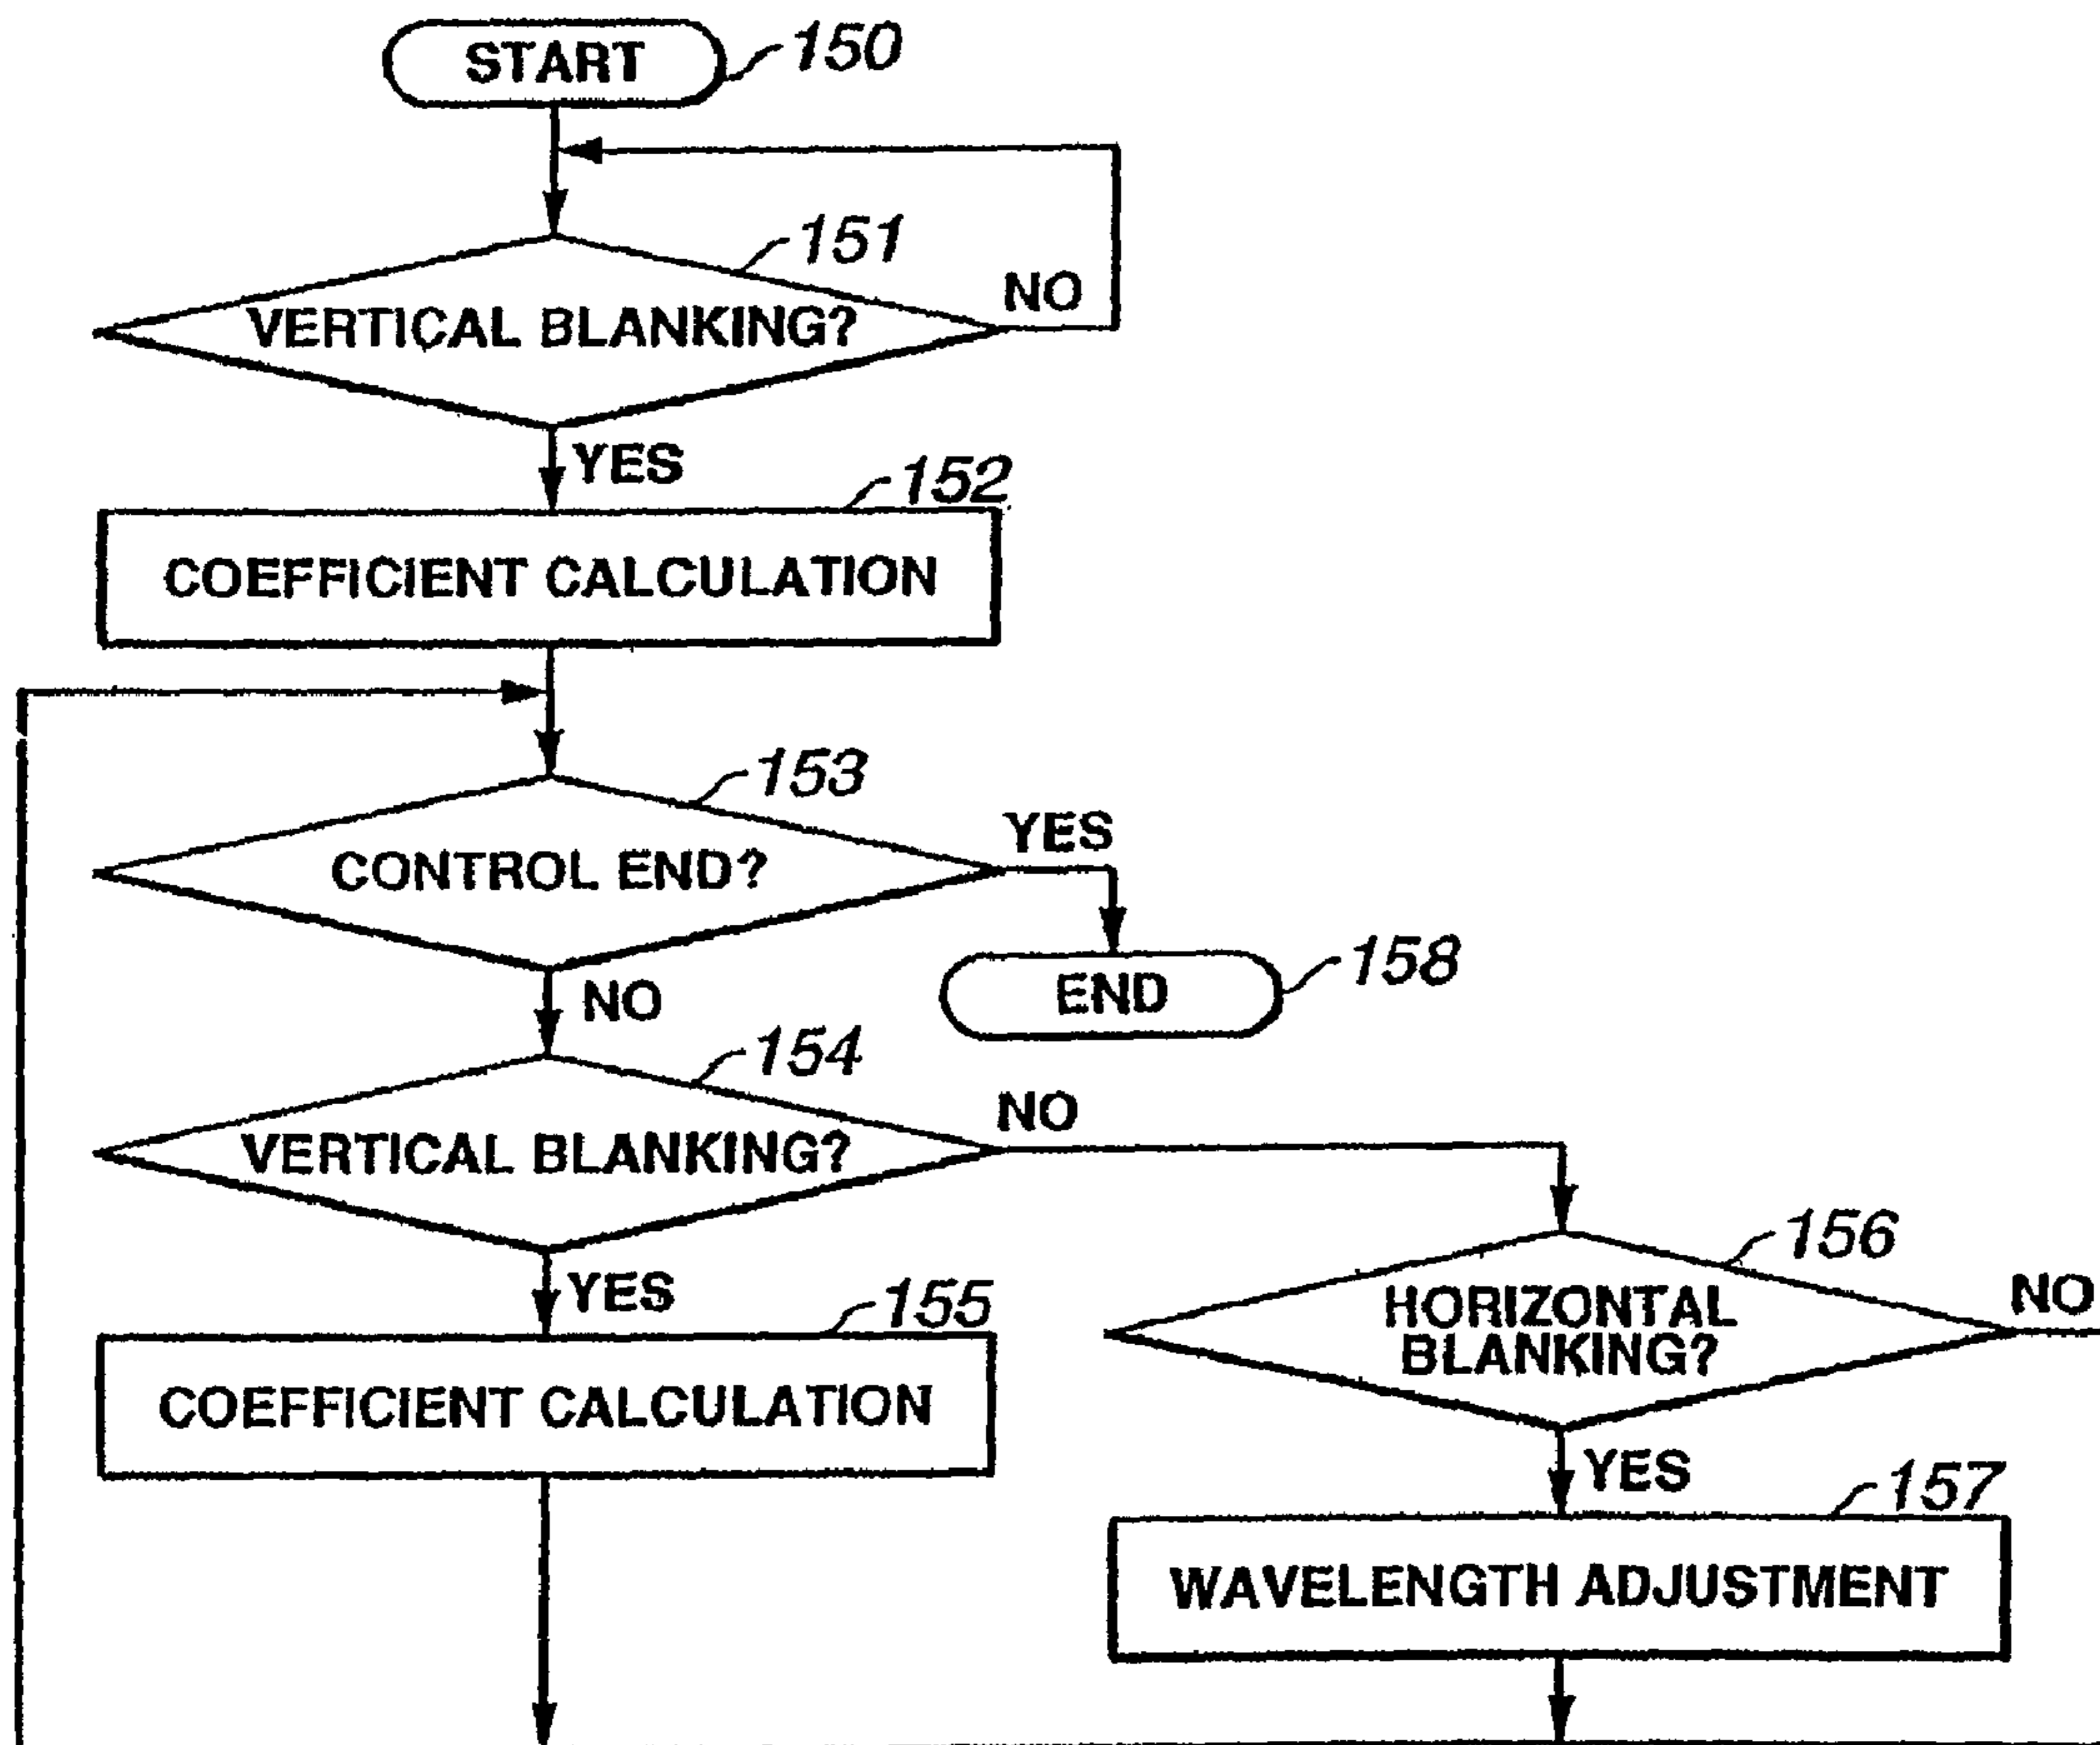 START
150
151
VERTICAL BLANKING?
NO
YES
152
COEFFICIENT CALCULATION
153
CONTROL END?
YES
END
158
NO
154
VERTICAL BLANKING?
NO
156
HORIZONTAL
BLANKING?
NO
YES
155
COEFFICIENT CALCULATION
YES
157
WAVELENGTH ADJUSTMENT